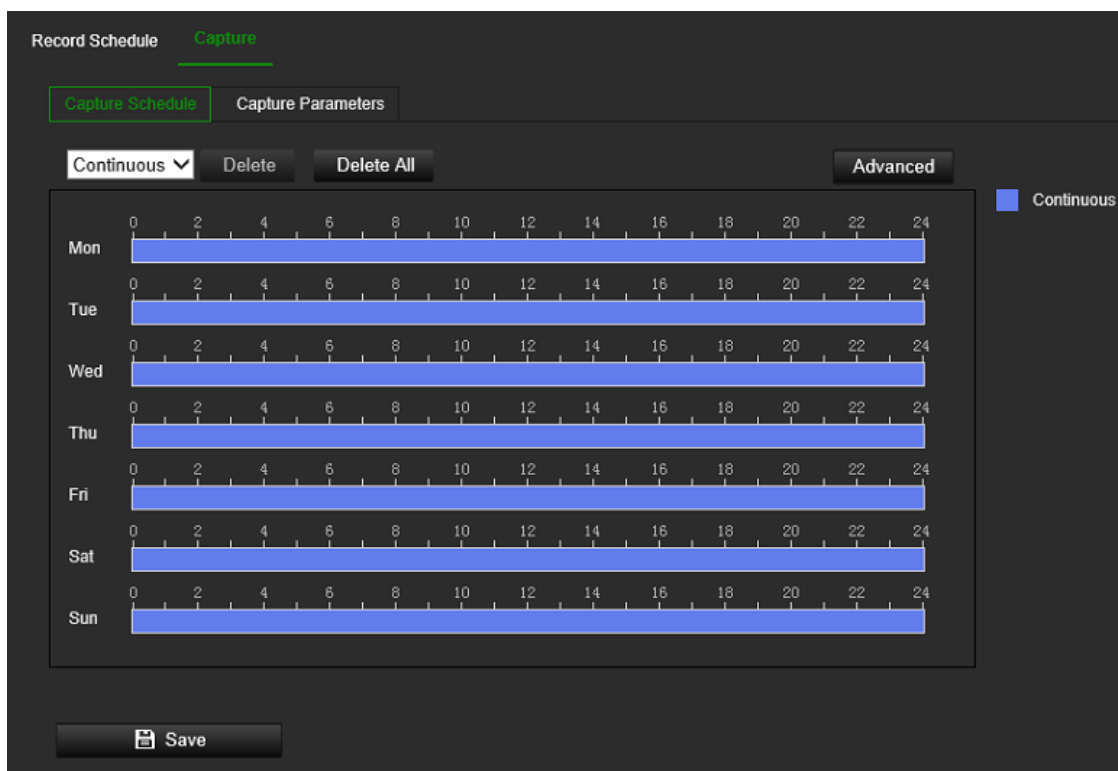 Record Schedule Capture
Capture Schedule Capture Parameters
Continuous Delete Delete All Advanced
Continuous
0 2 4 6 8 10 12 14 16 18 20 22 24
Mon
0 2 4 6 8 10 12 14 16 18 20 22 24
Tue
0 2 4 6 8 10 12 14 16 18 20 22 24
Wed
0 2 4 6 8 10 12 14 16 18 20 22 24
Thu
0 2 4 6 8 10 12 14 16 18 20 22 24
Fri
0 2 4 6 8 10 12 14 16 18 20 22 24
Sat
0 2 4 6 8 10 12 14 16 18 20 22 24
Sun
Save